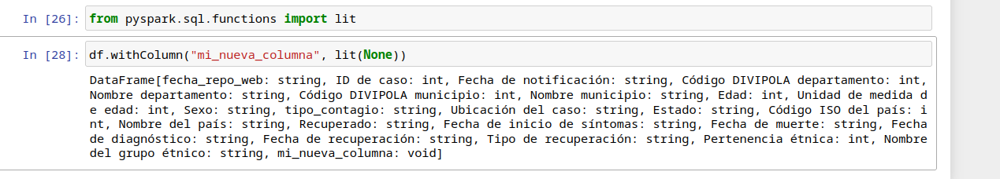 In [26]: from pyspark.sql.functions import lit
In [28]: df.withColumn("mi_nueva_columna", lit(None))
DataFrame[fecha_repo_web: string, ID de caso: int, Fecha de notificación: string, Código DIVIPOLA departamento: int,
Nombre departamento: string, Código DIVIPOLA municipio: int, Nombre municipio: string, Edad: int, Unidad de medida d
e edad: int, Sexo: string, tipo_contagio: string, Ubicación del caso: string, Estado: string, Código ISO del país: i
nt, Nombre del país: string, Recuperado: string, Fecha de inicio de síntomas: string, Fecha de muerte: string, Fecha
de diagnóstico: string, Fecha de recuperación: string, Tipo de recuperación: string, Pertenencia étnica: int, Nombre
del grupo étnico: string, mi_nueva_columna: void]